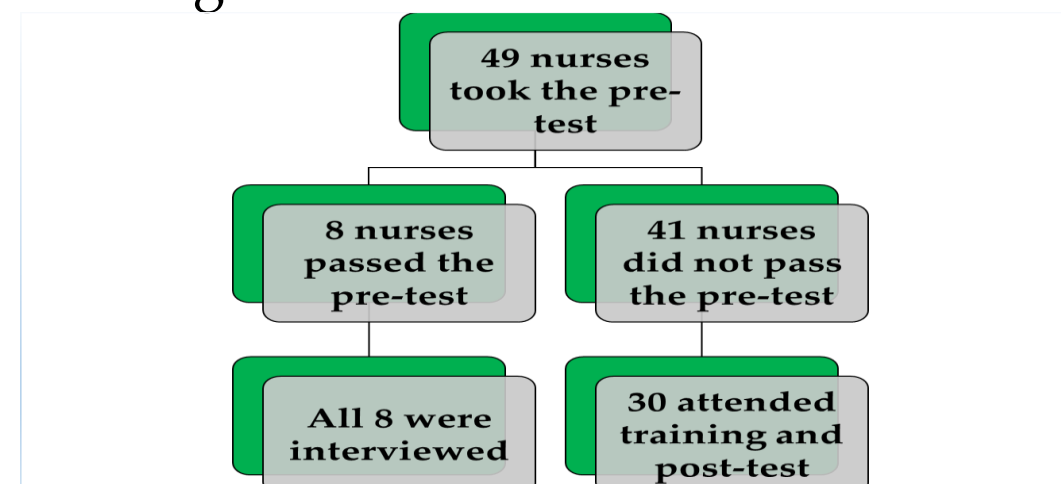 49 nurses
took the pre-
test
8 nurses
passed the
pre-test
41 nurses
did not pass
the pre-test
All 8 were
interviewed
30 attended
training and
post-test